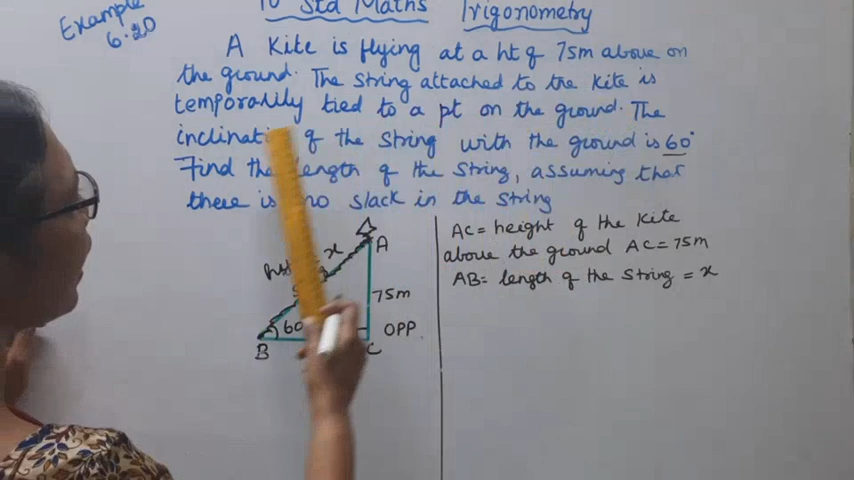 Example
6.20
10 Std Maths Trigonometry
A Kite is flying at a ht of 75m above on
the ground. The string attached to the Kite is
temporalily tied to a pt on the ground. The
of the string with the ground is 60°
Find the length of the string, assuming that
there is no slack in the string
x
A
75m
60
OPP
B
C
AC = height of the Kite
above the ground AC = 75m
AB = length of the string = x